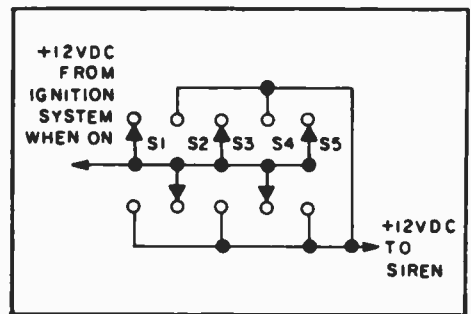 +12VDC
FROM
IGNITION
SYSTEM
WHEN ON
S1 S2 S3 S4 S5
+12VDC
TO
SIREN